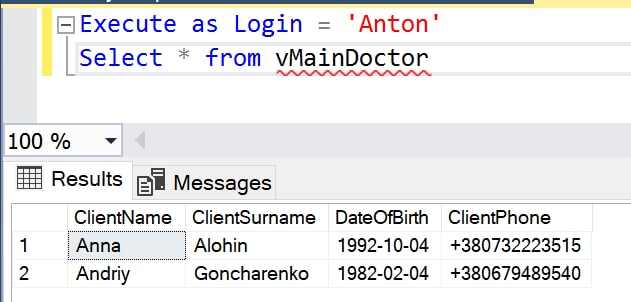 Execute as Login = 'Anton'
Select * from vMainDoctor
100 %
Results Messages
ClientName ClientSurname DateOfBirth ClientPhone
1 Anna Alohin 1992-10-04 +380732223515
2 Andriy Goncharenko 1982-02-04 +380679489540